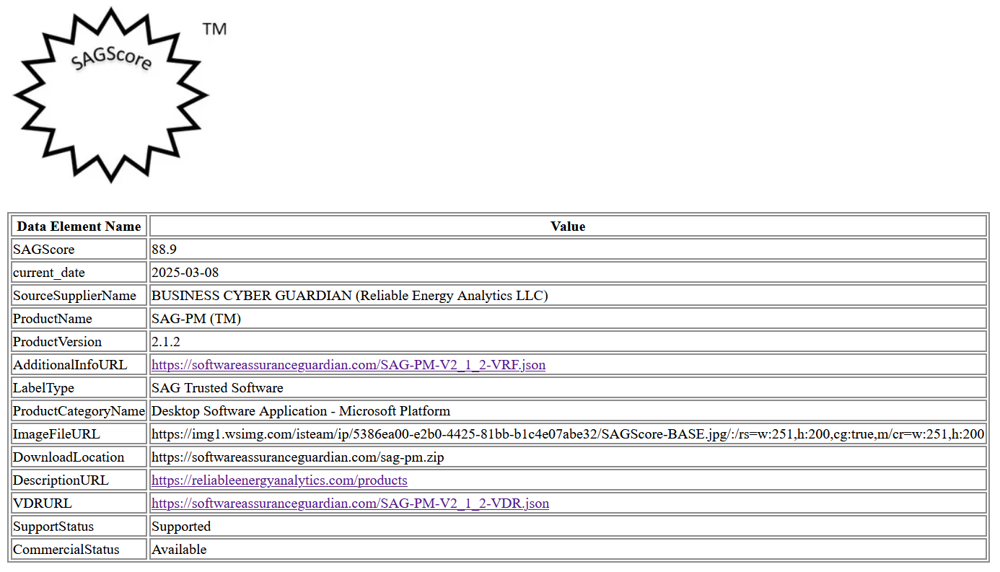 SAGScore
TM
Data Element Name Value
SAGScore 88.9
current_date 2025-03-08
SourceSupplierName BUSINESS CYBER GUARDIAN (Reliable Energy Analytics LLC)
ProductName SAG-PM (TM)
ProductVersion 2.1.2
AdditionalInfoURL https://softwareassuranceguardian.com/SAG-PM-V2_1_2-VRF.json
LabelType SAG Trusted Software
ProductCategoryName Desktop Software Application - Microsoft Platform
ImageFileURL https://img1.wsimg.com/isteam/ip/5386ea00-e2b0-4425-81bb-b1c4e07abe32/SAGScore-BASE.jpg/:/rs=w:251,h:200,cg:true,m/cr=w:251,h:200
DownloadLocation https://softwareassuranceguardian.com/sag-pm.zip
DescriptionURL https://reliableenergyanalytics.com/products
VDRURL https://softwareassuranceguardian.com/SAG-PM-V2_1_2-VDR.json
SupportStatus Supported
CommercialStatus Available